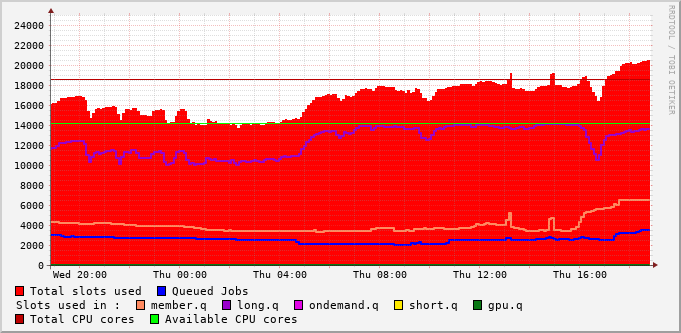 RRDTOOL / TOBI OETIKER
24000
22000
20000
18000
16000
14000
12000
10000
8000
6000
4000
2000
0
Wed 20:00 Thu 00:00 Thu 04:00 Thu 08:00 Thu 12:00 Thu 16:00
Total slots used Queued Jobs
Slots used in : member.q long.q ondemand.q short.q gpu.q
Total CPU cores Available CPU cores